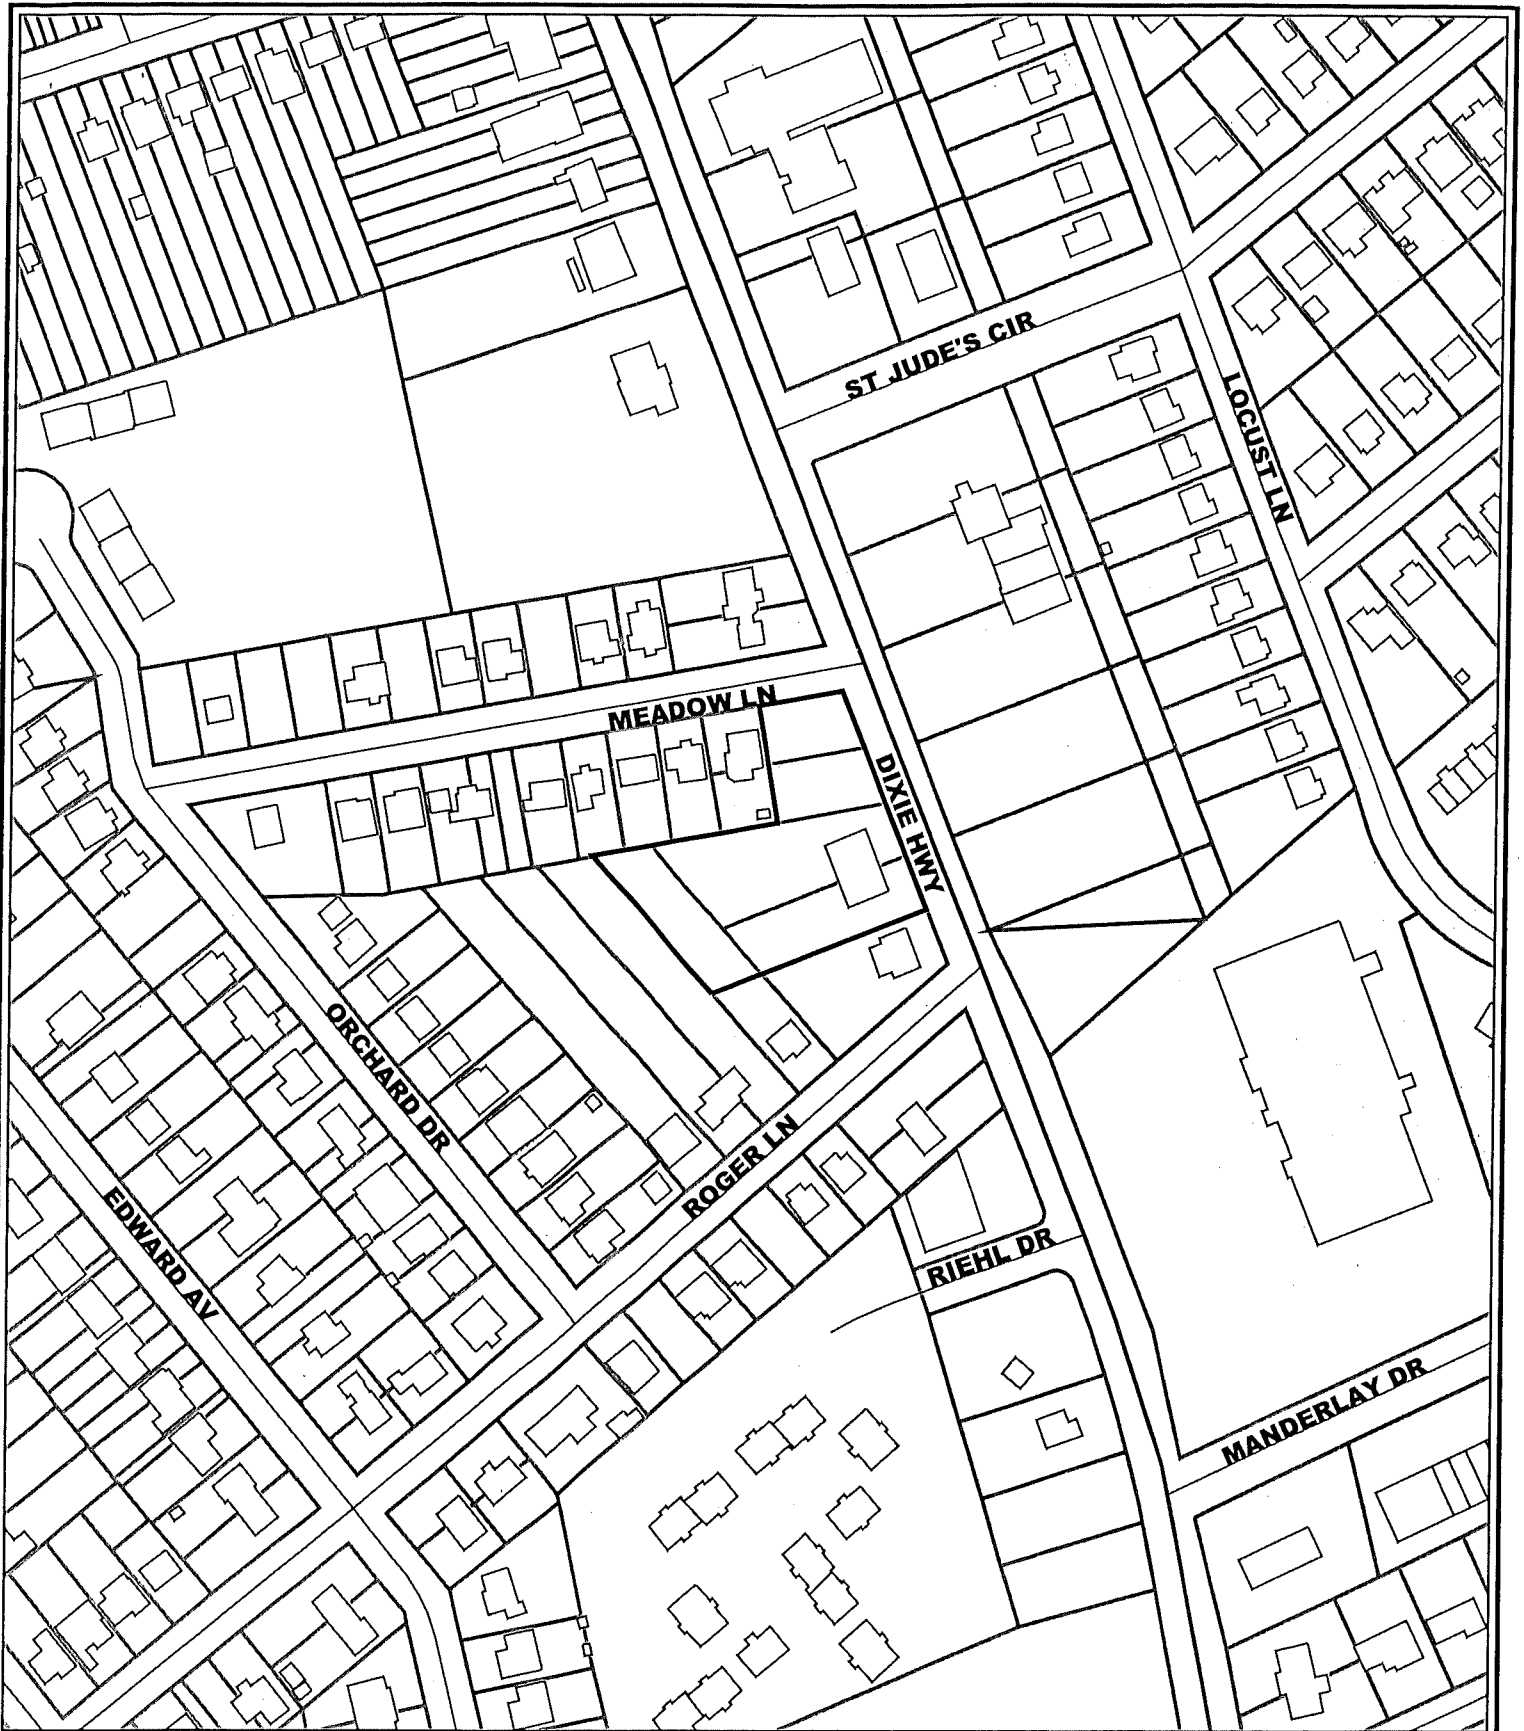 ST JUDE'S CIR
LOCUST LN
MEADOW LN
DIXIE HWY
ORCHARD DR
ROGER LN
EDWARD AV
RIEHL DR
MANDERLAY DR